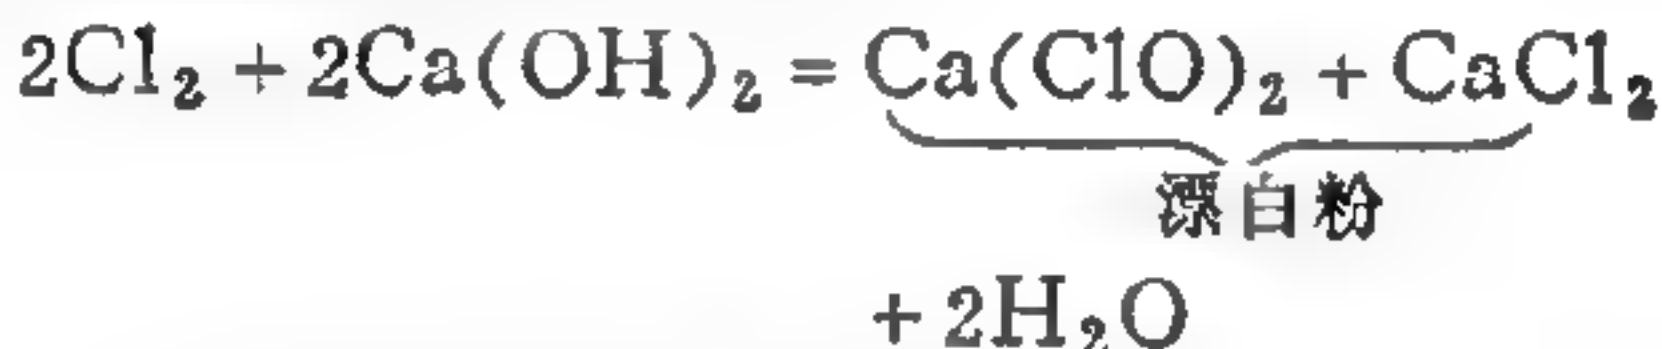 2Cl₂ + 2Ca(OH)₂ = Ca(ClO)₂ + CaCl₂
漂白粉
+ 2H₂O